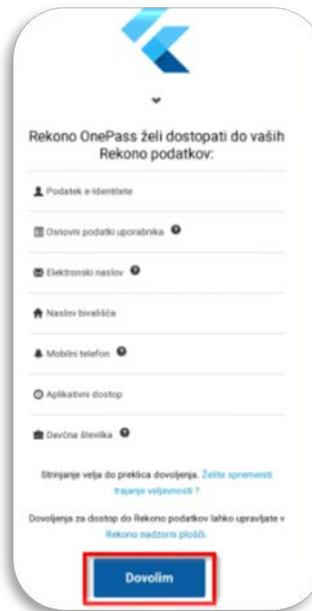 Rekono OnePass želi dostopati do vaših
Rekono podatkov:
Podatek e-identitete
Osnovni podatki uporabnika
Elektronski naslov
Naslov bivališča
Mobilni telefon
Aplikativni dostop
Davčna številka
Strinjanje velja do preklica dovoljenja. Želite spremeniti
trajanje veljavnosti ?
Dovoljenja za dostop do Rekono podatkov lahko upravljate v
Rekono nadzorni plošči.
Dovolim